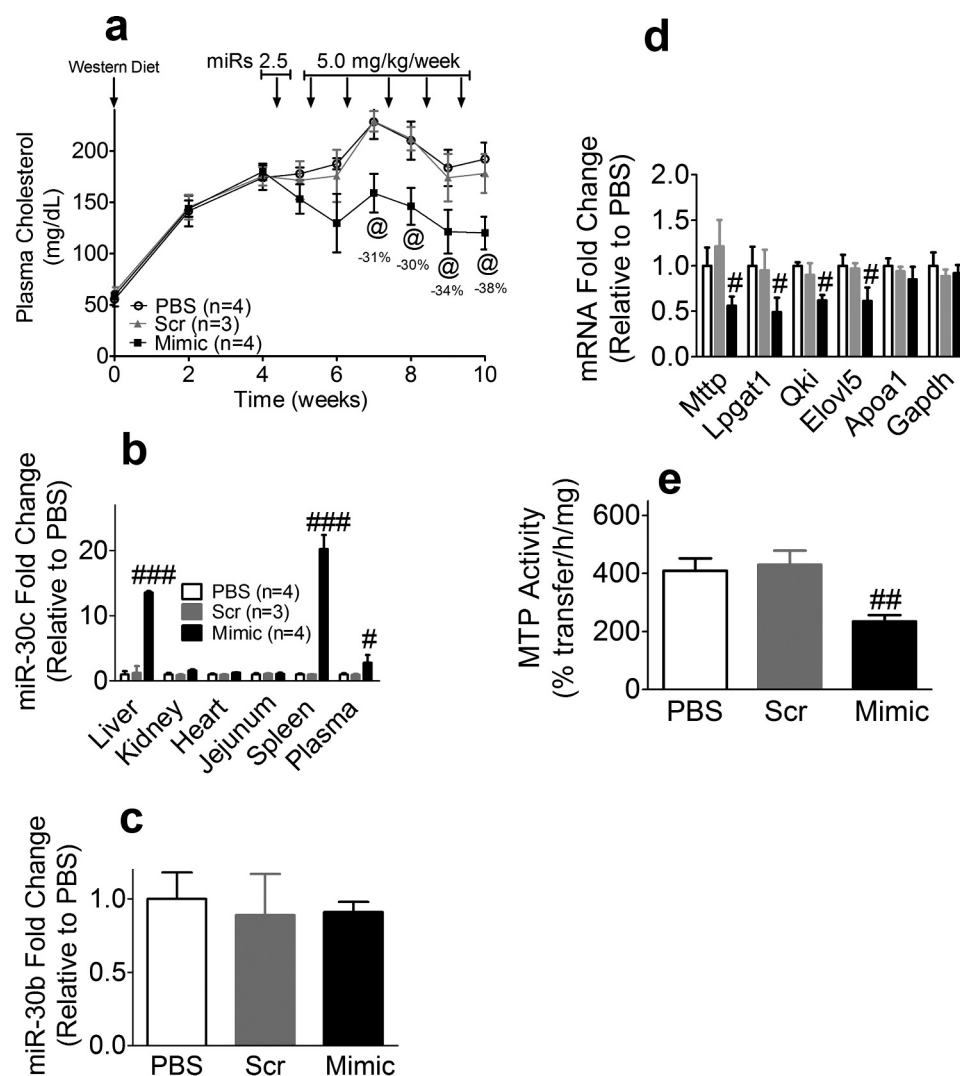 a
Western Diet
miRs 2.5 5.0 mg/kg/week
Plasma Cholesterol
(mg/dL)
200
150
100
50
0
@
-31%
@
-30%
@
-34%
@
-38%
PBS (n=4)
Scr (n=3)
Mimic (n=4)
0 2 4 6 8 10
Time (weeks)
b
miR-30c Fold Change
(Relative to PBS)
20
10
0
###
###
#
PBS (n=4)
Scr (n=3)
Mimic (n=4)
Liver
Kidney
Heart
Jejunum
Spleen
Plasma
c
miR-30b Fold Change
(Relative to PBS)
1.0
0.5
0.0
PBS Scr Mimic
d
mRNA Fold Change
(Relative to PBS)
2.0
1.5
1.0
0.5
0.0
# # # #
Mttp
Lpgat1
Qki
Elovl5
Apoa1
Gapdh
e
MTP Activity
(% transfer/h/mg)
600
400
200
0
##
PBS Scr Mimic